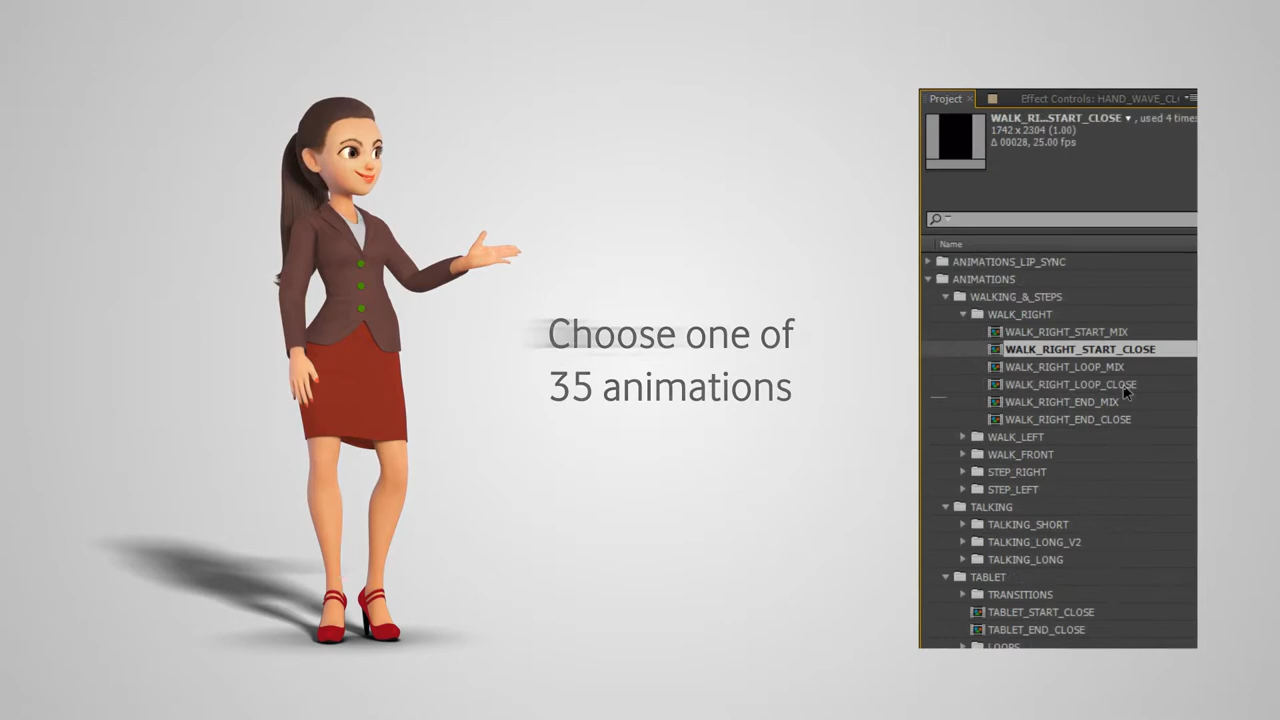 Choose one of
35 animations
Project
Effect Controls: HAND_WAVE_CL
WALK_RI...START_CLOSE , used 4 times
1742 x 2304 (1.00)
Δ 00028, 25.00 fps
Name
ANIMATIONS_LIP_SYNC
ANIMATIONS
WALKING_&_STEPS
WALK_RIGHT
WALK_RIGHT_START_MIX
WALK_RIGHT_START_CLOSE
WALK_RIGHT_LOOP_MIX
WALK_RIGHT_LOOP_CLOSE
WALK_RIGHT_END_MIX
WALK_RIGHT_END_CLOSE
WALK_LEFT
WALK_FRONT
STEP_RIGHT
STEP_LEFT
TALKING
TALKING_SHORT
TALKING_LONG_V2
TALKING_LONG
TABLET
TRANSITIONS
TABLET_START_CLOSE
TABLET_END_CLOSE
LOOPS